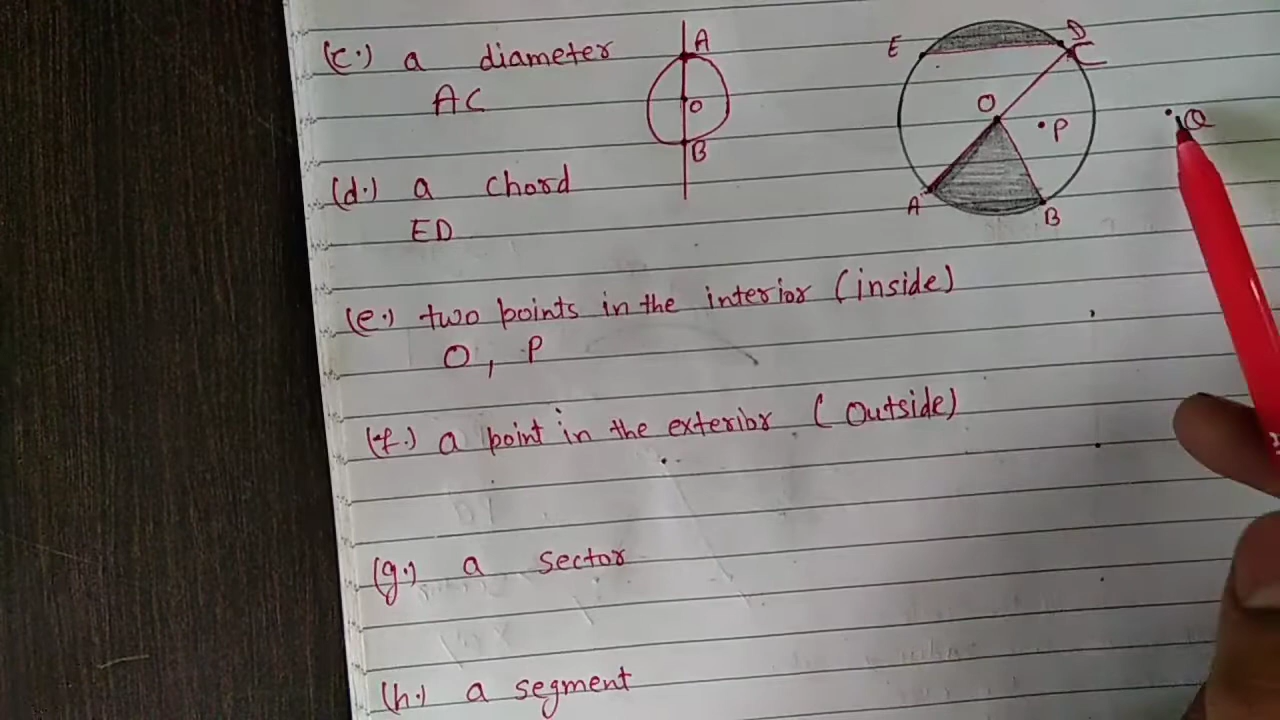 (c.) a diameter
AC
A
O
B
E
D
C
O
P
Q
A
B
(d.) a chord
ED
(e.) two points in the interior (inside)
O, P
(f.) a point in the exterior (outside)
(g.) a sector
(h.) a segment